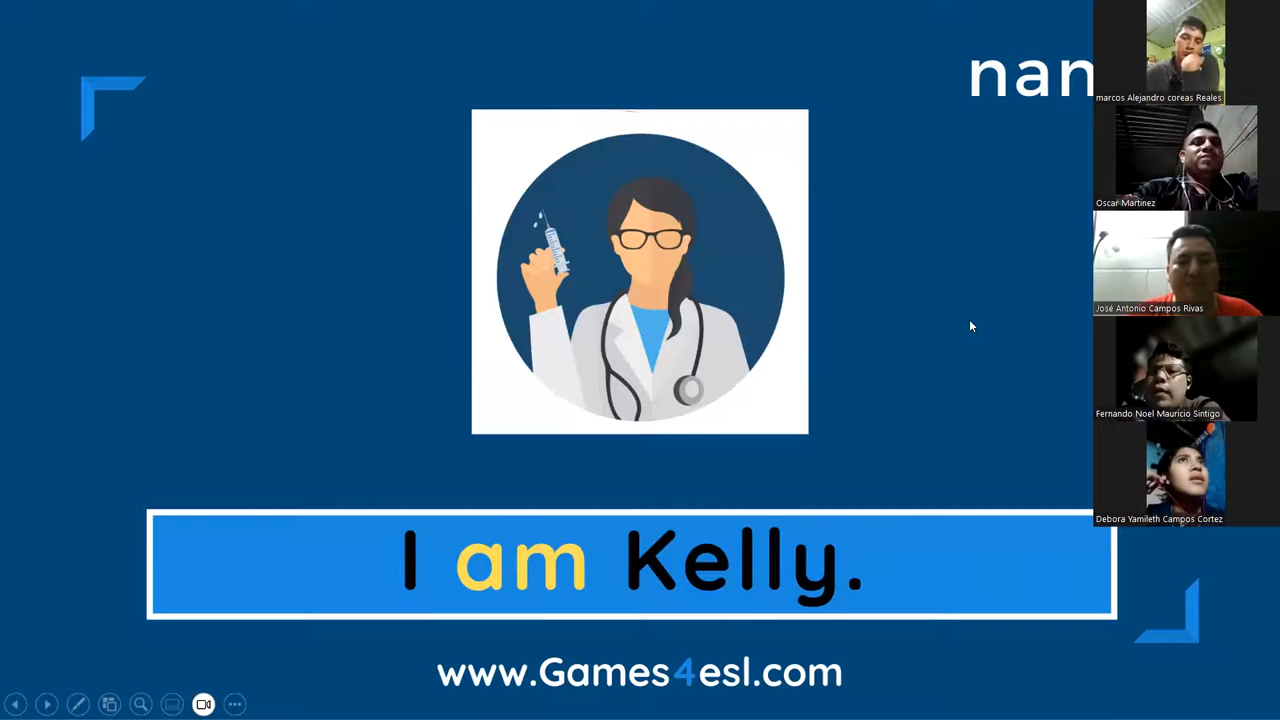 I am Kelly.
www.Games4esl.com
marcos Alejandro coreas Reales
Oscar Martinez
José Antonio Campos Rivas
Fernando Noel Mauricio Sintigo
Debora Yamileth Campos Cortez